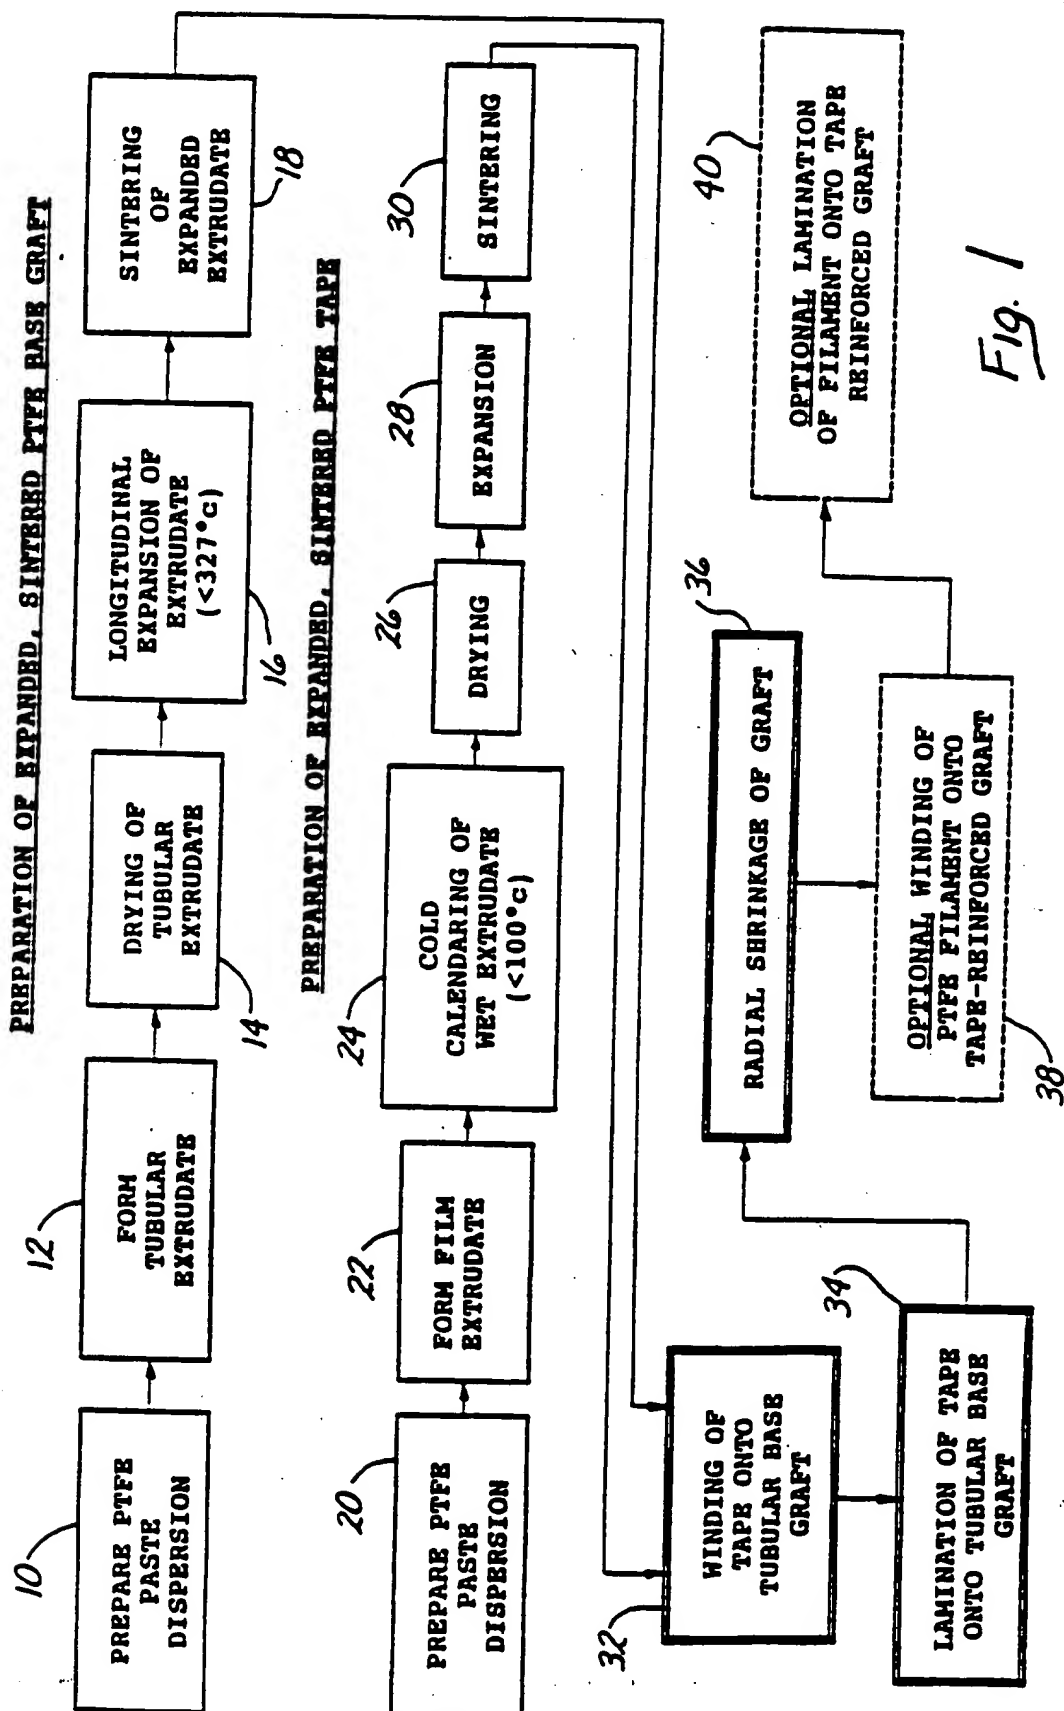 PREPARATION OF EXPANDED, SINTERED PTFE BASE GRAFT
10
PREPARE PTFE
PASTE
DISPERSION
12
FORM
TUBULAR
EXTRUDATE
DRYING OF
TUBULAR
EXTRUDATE
14
LONGITUDINAL
EXPANSION OF
EXTRUDATE
(<327°c)
16
SINTERING
OF
EXPANDED
EXTRUDATE
18
PREPARATION OF EXPANDED, SINTERED PTFE TAPE
20
PREPARE PTFE
PASTE
DISPERSION
22
FORM FILM
EXTRUDATE
24
COLD
CALENDARING OF
WET EXTRUDATE
(<100°c)
26
DRYING
28
EXPANSION
30
SINTERING
32
WINDING OF
TAPE ONTO
TUBULAR BASE
GRAFT
34
LAMINATION OF TAPE
ONTO TUBULAR BASE
GRAFT
36
RADIAL SHRINKAGE OF GRAFT
OPTIONAL WINDING OF
PTFE FILAMENT ONTO
TAPE-REINFORCED GRAFT
38
40
OPTIONAL LAMINATION
OF FILAMENT ONTO TAPE
REINFORCED GRAFT
Fig. 1